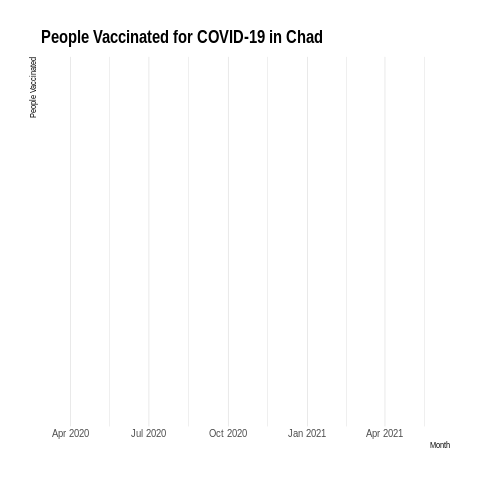 People Vaccinated for COVID-19 in Chad
People Vaccinated
Apr 2020
Jul 2020
Oct 2020
Jan 2021
Apr 2021
Month